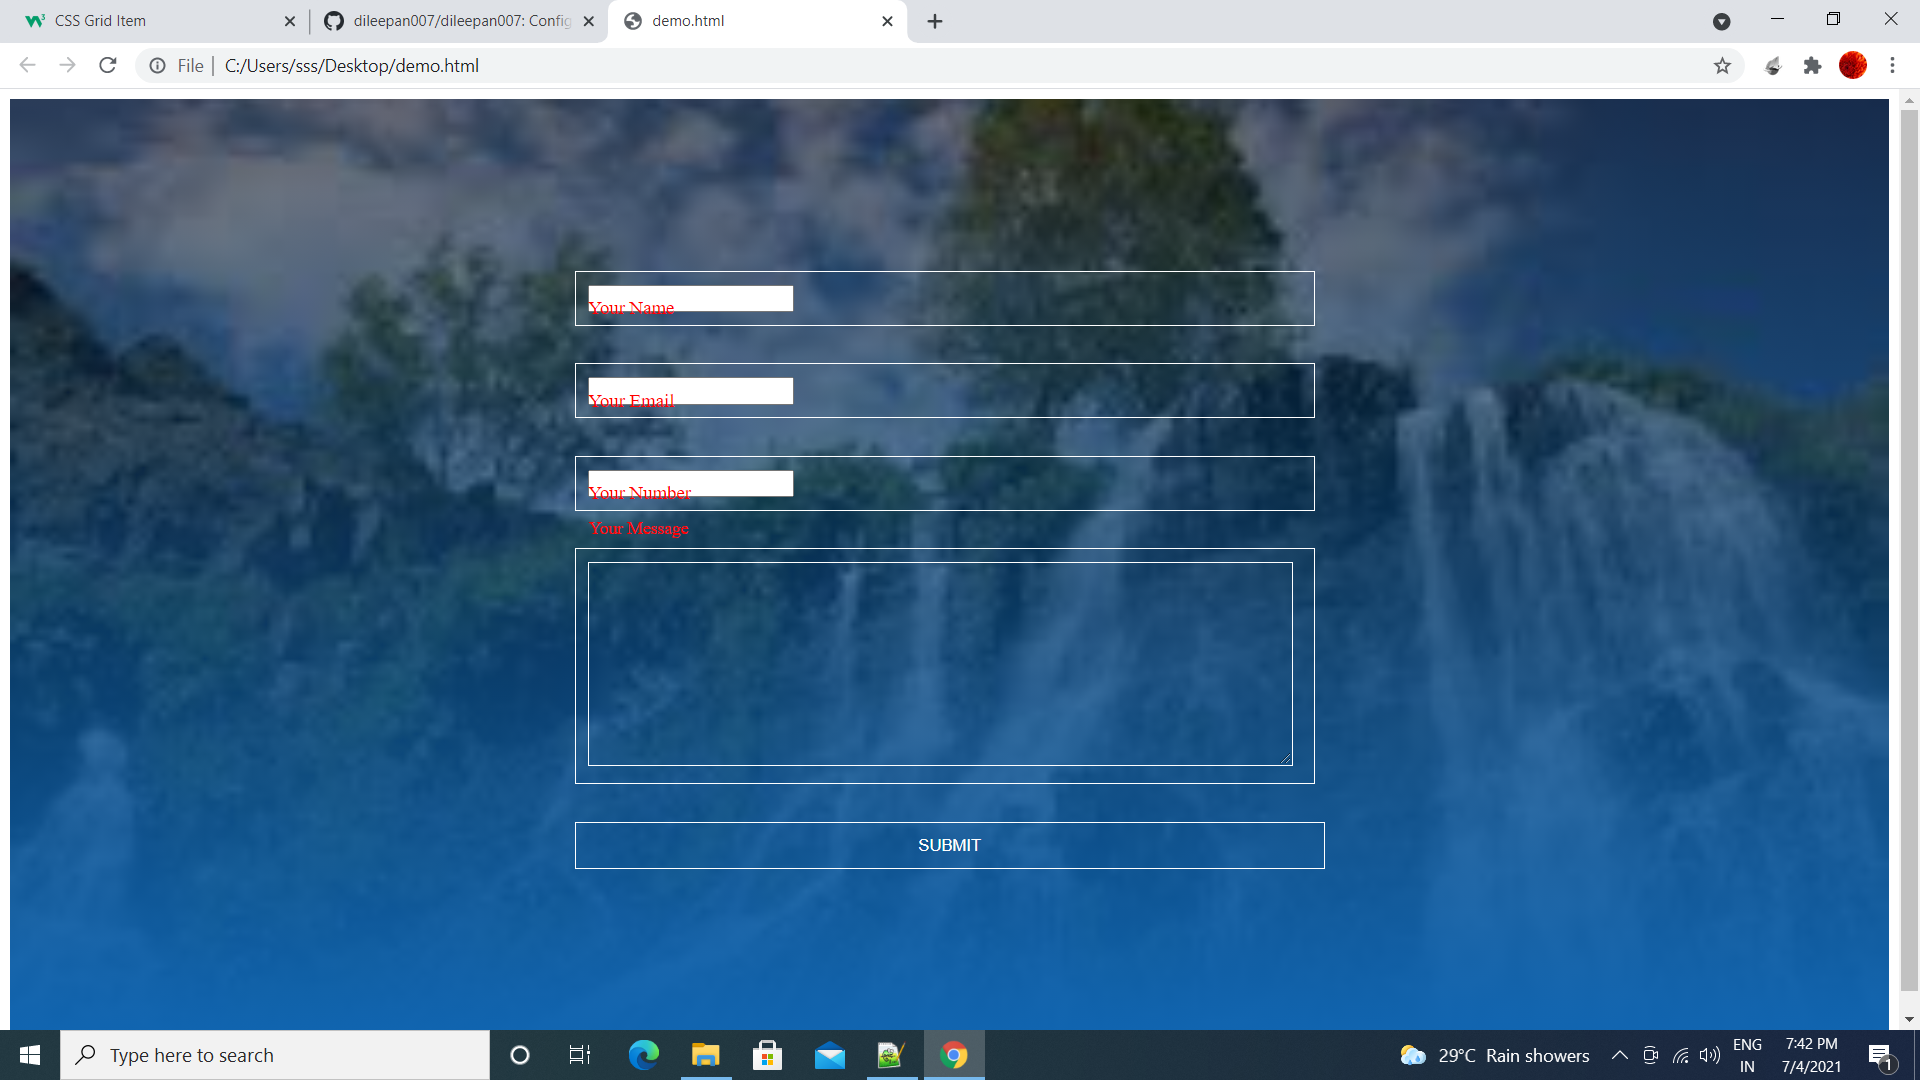 CSS Grid Item
dileepan007/dileepan007: Config
demo.html
File | C:/Users/sss/Desktop/demo.html
Your Name
Your Email
Your Number
Your Message
SUBMIT
Type here to search
29°C Rain showers
ENG
IN
7:42 PM
7/4/2021
1